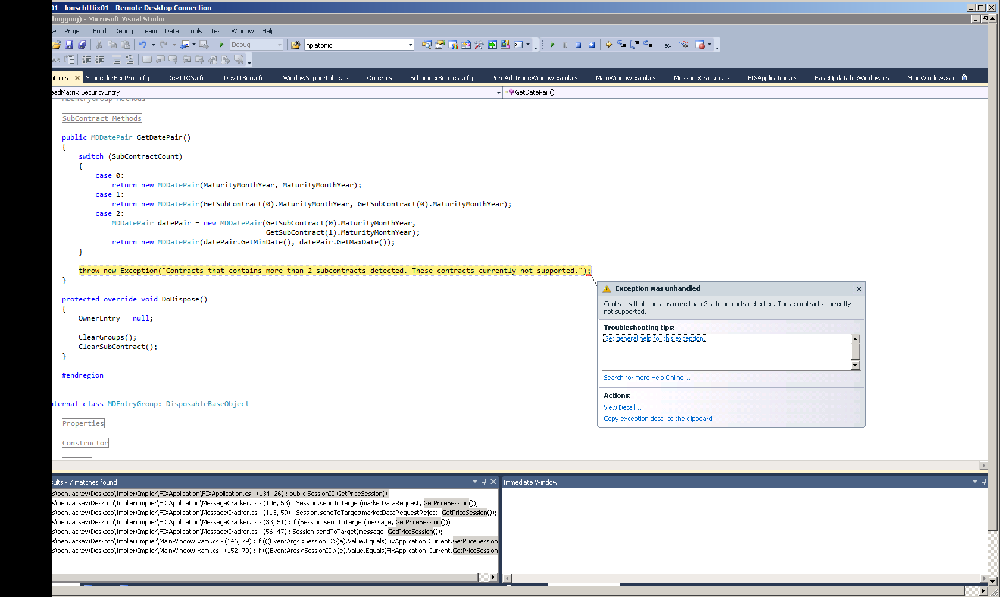 01 - lonschttfix01 - Remote Desktop Connection
bugging) - Microsoft Visual Studio
w Project Build Debug Team Data Tools Test Window Help
Debug nplatonic Hex
ata.cs SchneiderBenProd.cfg DevTTQS.cfg DevTTBen.cfg WindowSupportable.cs Order.cs SchneiderBenTest.cfg PureArbitrageWindow.xaml.cs MainWindow.xaml.cs MessageCracker.cs FIXApplication.cs BaseUpdatableWindow.cs MainWindow.xaml
eadMatrix.SecurityEntry GetDatePair()
MDEntryGroup Methods
SubContract Methods
public MDDatePair GetDatePair()
{
switch (SubContractCount)
{
case 0:
return new MDDatePair(MaturityMonthYear, MaturityMonthYear);
case 1:
return new MDDatePair(GetSubContract(0).MaturityMonthYear, GetSubContract(0).MaturityMonthYear);
case 2:
MDDatePair datePair = new MDDatePair(GetSubContract(0).MaturityMonthYear,
GetSubContract(1).MaturityMonthYear);
return new MDDatePair(datePair.GetMinDate(), datePair.GetMaxDate());
}
throw new Exception("Contracts that contains more than 2 subcontracts detected. These contracts currently not supported.");
}
protected override void DoDispose()
{
OwnerEntry = null;
ClearGroups();
ClearSubContract();
}
#endregion
nternal class MDEntryGroup: DisposableBaseObject
Properties
Constructor
Exception was unhandled
Contracts that contains more than 2 subcontracts detected. These contracts currently
not supported.
Troubleshooting tips:
Get general help for this exception.
Search for more Help Online...
Actions:
View Detail...
Copy exception detail to the clipboard
sults - 7 matches found
s\ben.lackey\Desktop\Implier\Implier\FIXApplication\FIXApplication.cs - (134, 26) : public SessionID GetPriceSession()
s\ben.lackey\Desktop\Implier\Implier\FIXApplication\MessageCracker.cs - (106, 53) : Session.sendToTarget(marketDataRequest, GetPriceSession());
s\ben.lackey\Desktop\Implier\Implier\FIXApplication\MessageCracker.cs - (113, 59) : Session.sendToTarget(marketDataRequestReject, GetPriceSession());
s\ben.lackey\Desktop\Implier\Implier\FIXApplication\MessageCracker.cs - (33, 51) : if (Session.sendToTarget(message, GetPriceSession()))
s\ben.lackey\Desktop\Implier\Implier\FIXApplication\MessageCracker.cs - (56, 47) : Session.sendToTarget(message, GetPriceSession());
s\ben.lackey\Desktop\Implier\Implier\MainWindow.xaml.cs - (146, 79) : if (((EventArgs<SessionID>)e).Value.Equals(FixApplication.Current.GetPriceSession
s\ben.lackey\Desktop\Implier\Implier\MainWindow.xaml.cs - (152, 79) : if (((EventArgs<SessionID>)e).Value.Equals(FixApplication.Current.GetPriceSession
Immediate Window